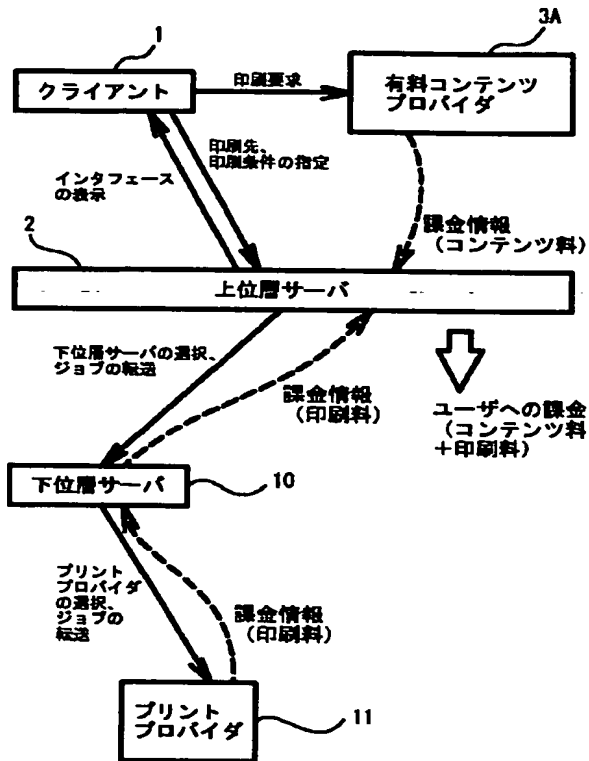 1
3A
クライアント
印刷要求
有料コンテンツ
プロバイダ
印刷先、
印刷条件の指定
インタフェース
の表示
課金情報
(コンテンツ料)
2
上位層サーバ
下位層サーバの選択、
ジョブの転送
課金情報
(印刷料)
ユーザへの課金
(コンテンツ料
+印刷料)
下位層サーバ
10
プリント
プロバイダ
の選択、
ジョブの
転送
課金情報
(印刷料)
プリント
プロバイダ
11